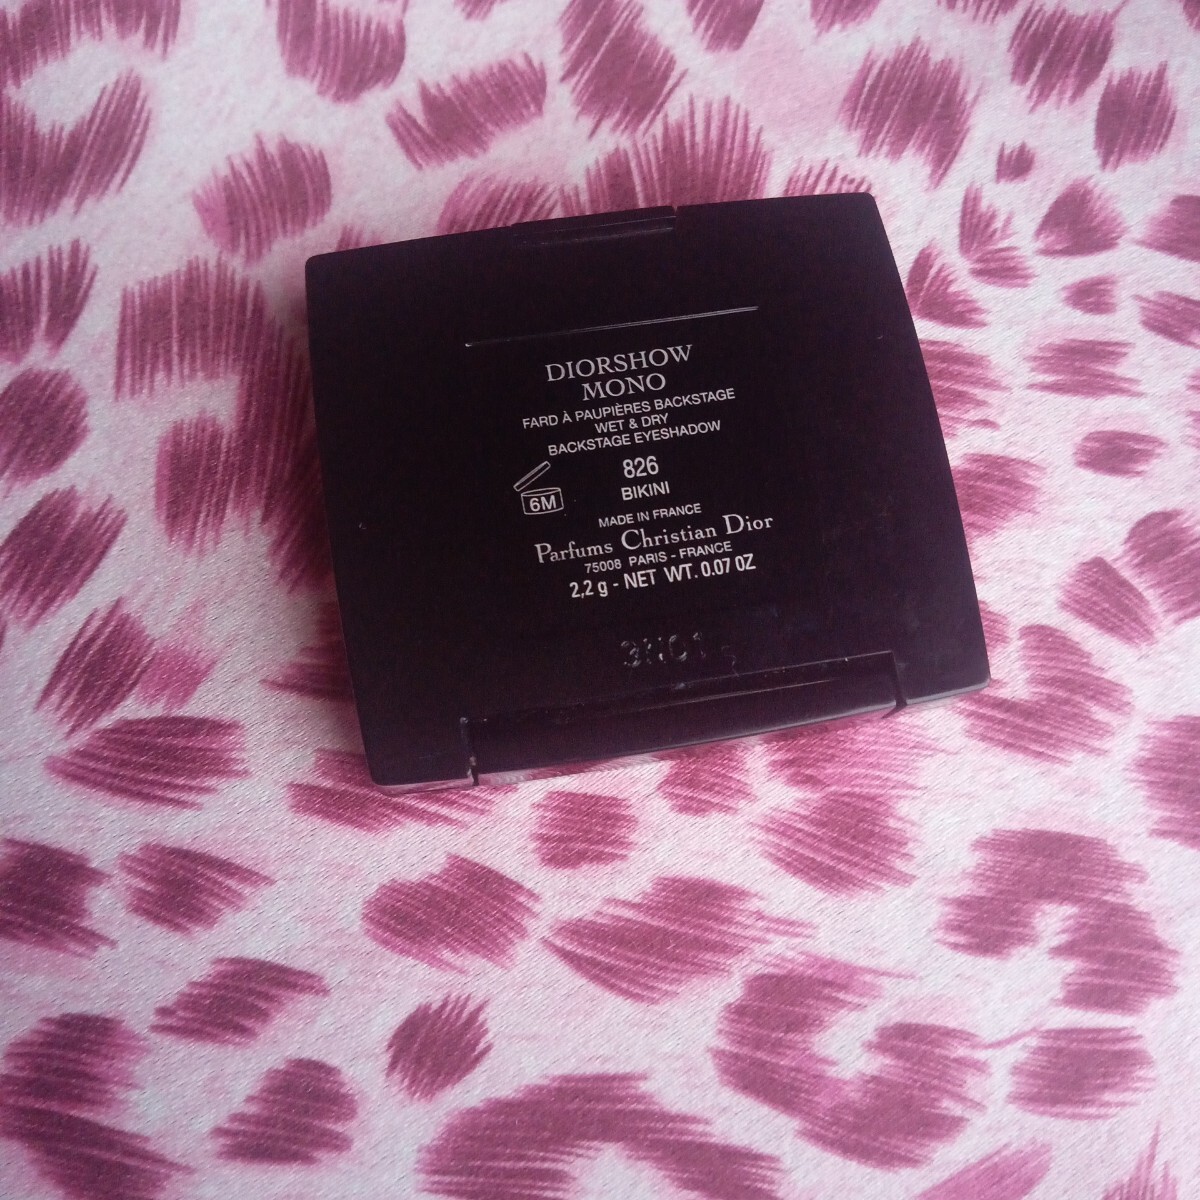 DIORSHOW
MONO
FARD À PAUPIÈRES BACKSTAGE
WET & DRY
BACKSTAGE EYESHADOW
826
BIKINI
6M
MADE IN FRANCE
Parfums Christian Dior
75008 PARIS - FRANCE
2,2 g - NET WT. 0.07 OZ
3N01